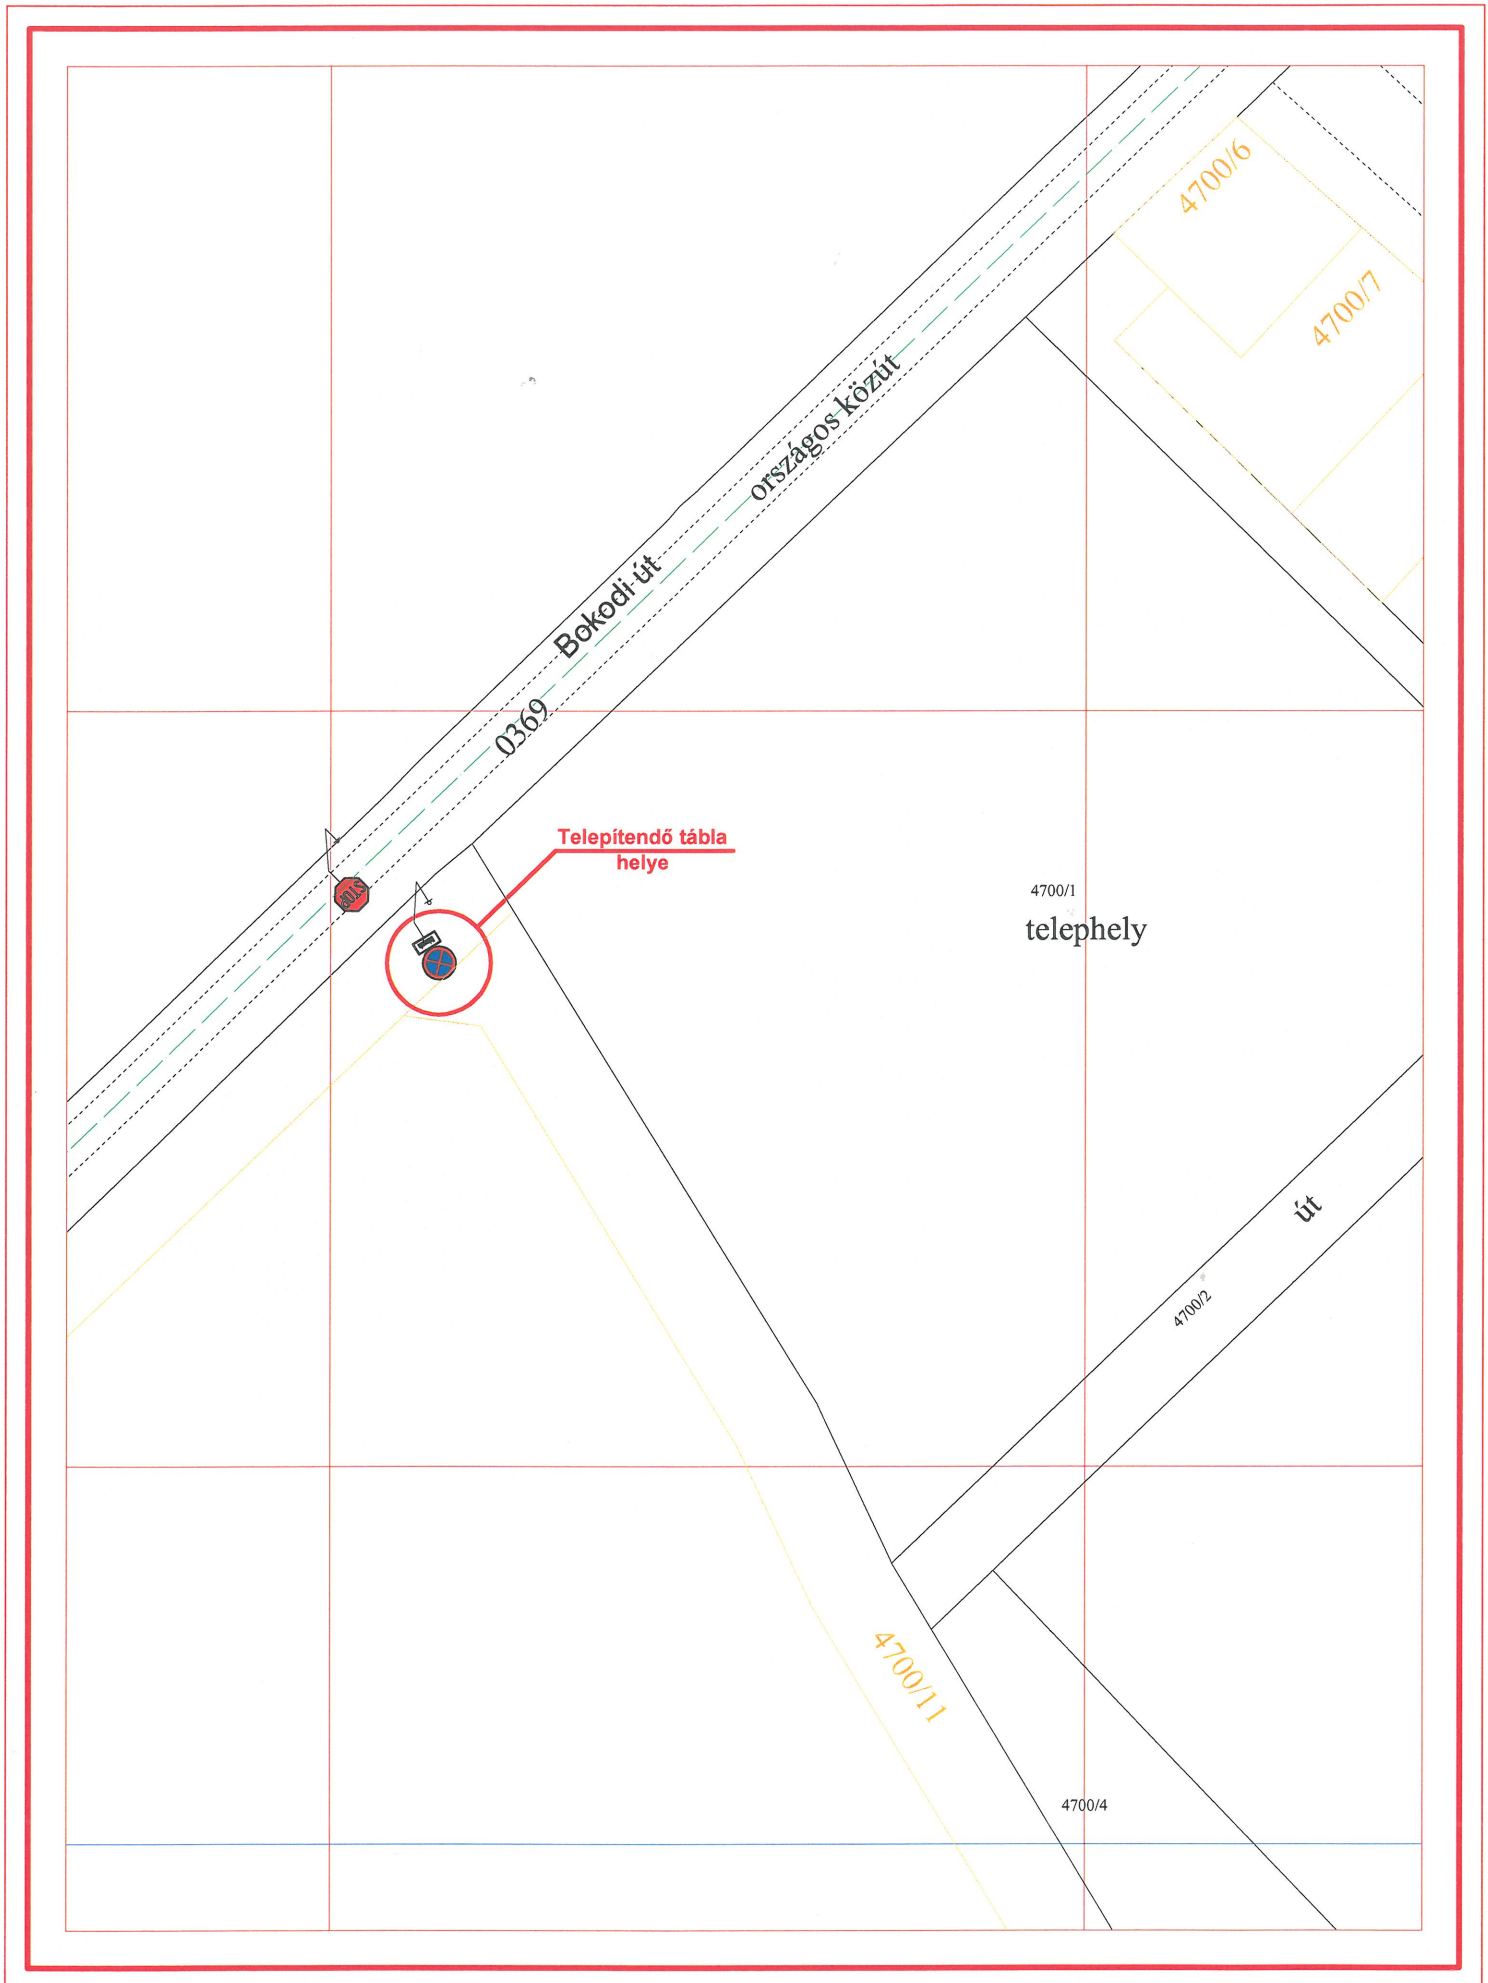 4700/6
4700/7
országos közút
Bokodi út
0369
Telepítendő tábla
helye
STOP
4700/1
telephely
út
4700/2
4700/11
4700/4